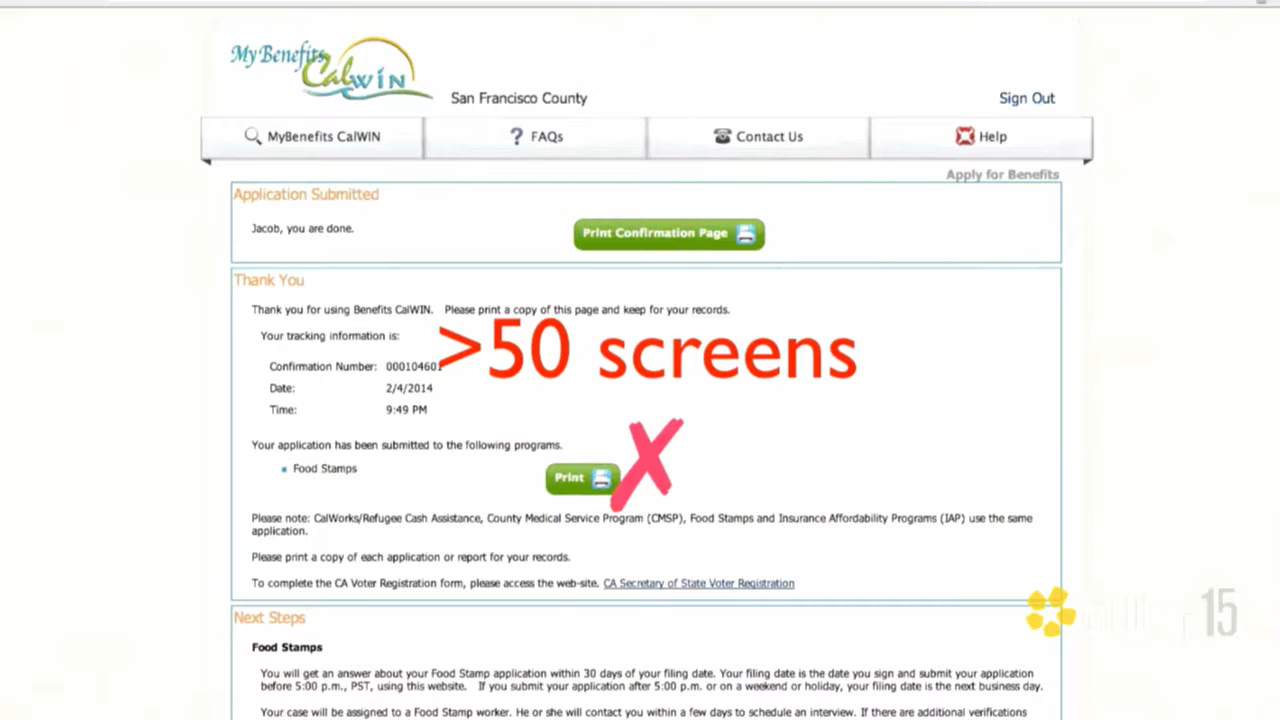 My Benefits
CalWIN
San Francisco County
Sign Out
MyBenefits CalWIN
? FAQs
Contact Us
Help
Apply for Benefits
Application Submitted
Jacob, you are done.
Print Confirmation Page
Thank You
Thank you for using Benefits CalWIN. Please print a copy of this page and keep for your records.
Your tracking information is:
>50 screens
Confirmation Number: 000104601
Date: 2/4/2014
Time: 9:49 PM
Your application has been submitted to the following programs.
Food Stamps
Print
Please note: CalWorks/Refugee Cash Assistance, County Medical Service Program (CMSP), Food Stamps and Insurance Affordability Programs (IAP) use the same
application.
Please print a copy of each application or report for your records.
To complete the CA Voter Registration form, please access the web-site. CA Secretary of State Voter Registration
15
Next Steps
Food Stamps
You will get an answer about your Food Stamp application within 30 days of your filing date. Your filing date is the date you sign and submit your application
before 5:00 p.m., PST, using this website. If you submit your application after 5:00 p.m. or on a weekend or holiday, your filing date is the next business day.
Your case will be assigned to a Food Stamp worker. He or she will contact you within a few days to schedule an interview. If there are additional verifications